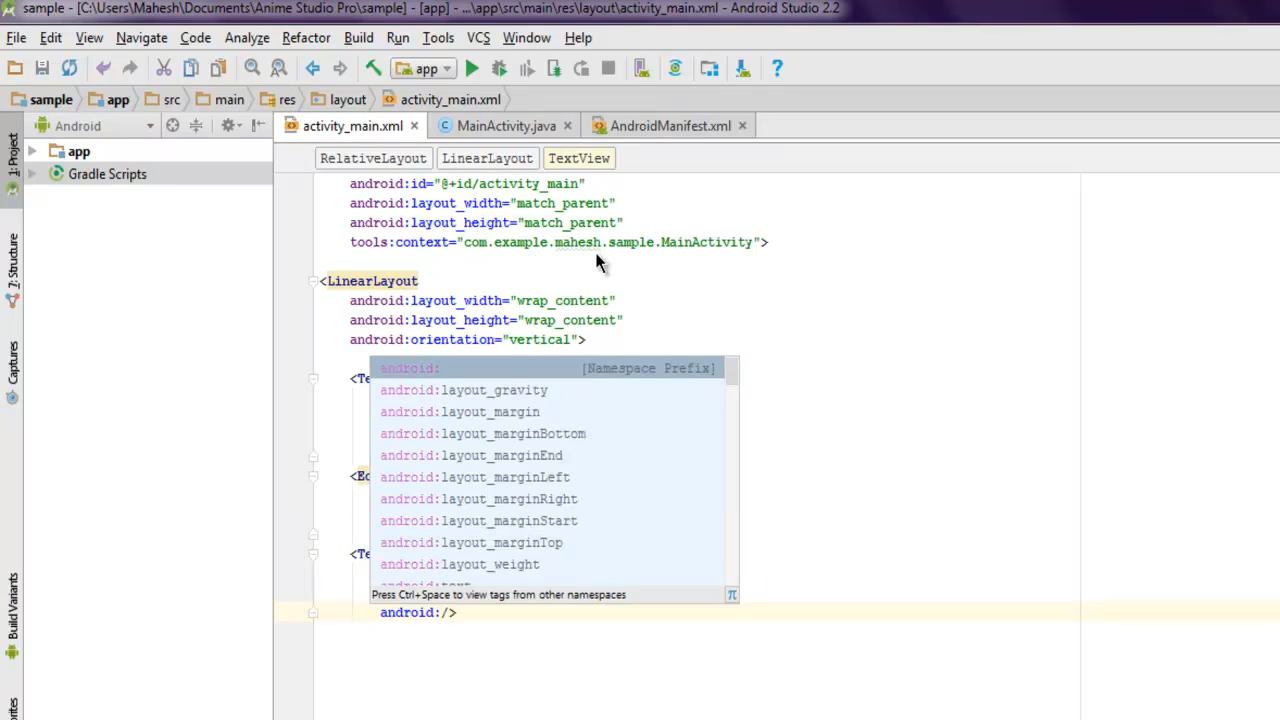 sample - [C:\Users\Mahesh\Documents\Anime Studio Pro\sample] - [app] - ...\app\src\main\res\layout\activity_main.xml - Android Studio 2.2
File Edit View Navigate Code Analyze Refactor Build Run Tools VCS Window Help
app
sample app src main res layout activity_main.xml
Android activity_main.xml MainActivity.java AndroidManifest.xml
RelativeLayout LinearLayout TextView
app
Gradle Scripts
1: Project
7: Structure
Captures
Build Variants
android:id="@+id/activity_main"
android:layout_width="match_parent"
android:layout_height="match_parent"
tools:context="com.example.mahesh.sample.MainActivity">
<LinearLayout
android:layout_width="wrap_content"
android:layout_height="wrap_content"
android:orientation="vertical">
android: [Namespace Prefix]
<Te
android:layout_gravity
android:layout_margin
android:layout_marginBottom
android:layout_marginEnd
<Ed
android:layout_marginLeft
android:layout_marginRight
android:layout_marginStart
android:layout_marginTop
<Te
android:layout_weight
android:text
Press Ctrl+Space to view tags from other namespaces π
android:/>